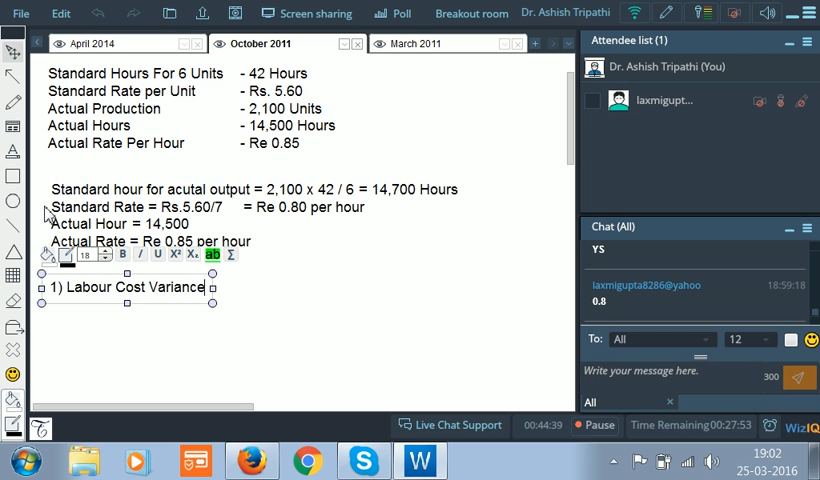 File Edit Screen sharing Poll Breakout room Dr. Ashish Tripathi
April 2014 October 2011 March 2011
Attendee list (1)
Dr. Ashish Tripathi (You)
laxmigupt...
Standard Hours For 6 Units - 42 Hours
Standard Rate per Unit - Rs. 5.60
Actual Production - 2,100 Units
Actual Hours - 14,500 Hours
Actual Rate Per Hour - Re 0.85
Standard hour for acutal output = 2,100 x 42 / 6 = 14,700 Hours
Standard Rate = Rs.5.60/7 = Re 0.80 per hour
Actual Hour = 14,500
Actual Rate = Re 0.85 per hour
18 B I U X² X₂ ab Σ
1) Labour Cost Variance
Chat (All)
YS
laxmigupta8286@yahoo 18:59:18
0.8
To: All 12
Write your message here. 300
All
Live Chat Support 00:44:39 Pause Time Remaining 00:27:53 WizIQ
19:02
25-03-2016